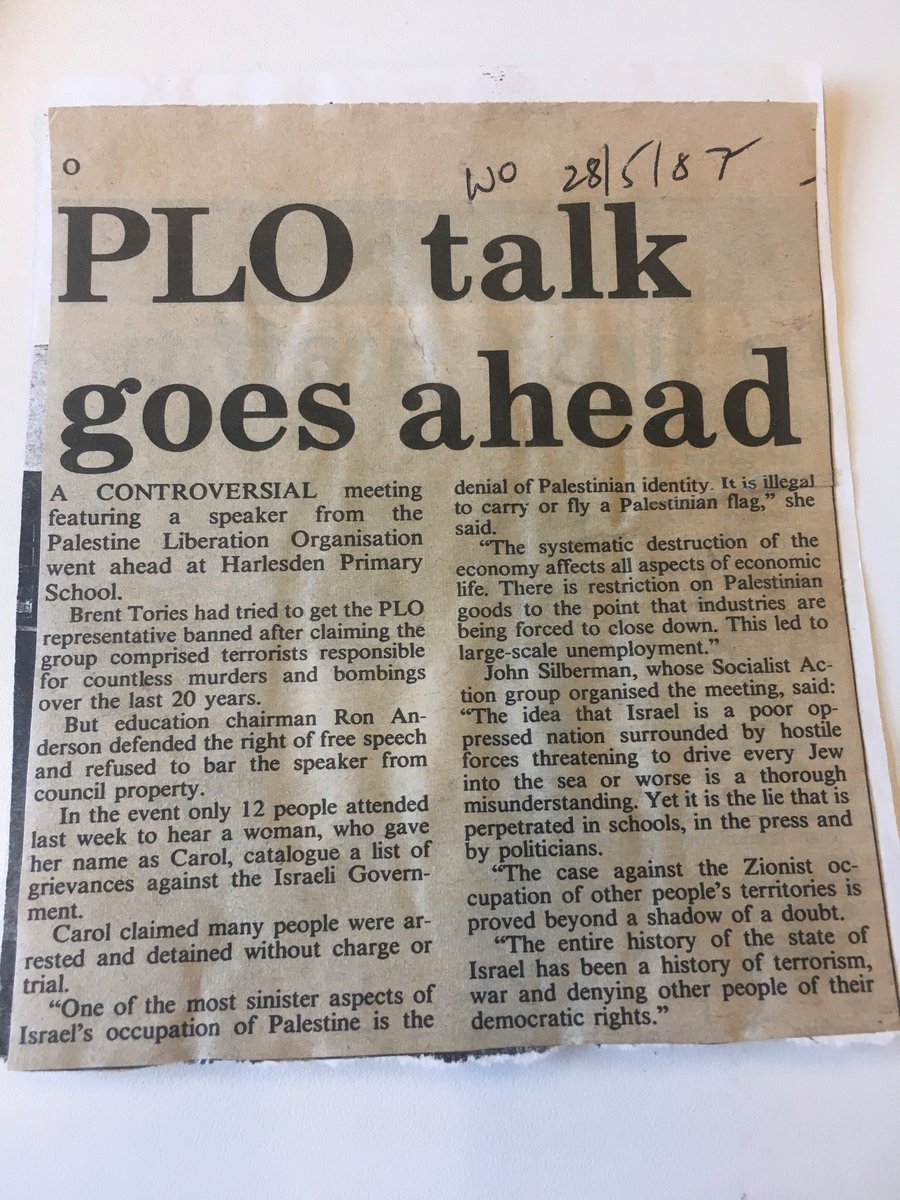 o
WO 28/5/87
PLO talk
goes ahead
A CONTROVERSIAL meeting
featuring a speaker from the
Palestine Liberation Organisation
went ahead at Harlesden Primary
School.
Brent Tories had tried to get the PLO
representative banned after claiming the
group comprised terrorists responsible
for countless murders and bombings
over the last 20 years.
But education chairman Ron An-
derson defended the right of free speech
and refused to bar the speaker from
council property.
In the event only 12 people attended
last week to hear a woman, who gave
her name as Carol, catalogue a list of
grievances against the Israeli Govern-
ment.
Carol claimed many people were ar-
rested and detained without charge or
trial.
“One of the most sinister aspects of
Israel’s occupation of Palestine is the
denial of Palestinian identity. It is illegal
to carry or fly a Palestinian flag,” she
said.
“The systematic destruction of the
economy affects all aspects of economic
life. There is restriction on Palestinian
goods to the point that industries are
being forced to close down. This led to
large-scale unemployment.”
John Silberman, whose Socialist Ac-
tion group organised the meeting, said:
“The idea that Israel is a poor op-
pressed nation surrounded by hostile
forces threatening to drive every Jew
into the sea or worse is a thorough
misunderstanding. Yet it is the lie that is
perpetrated in schools, in the press and
by politicians.
“The case against the Zionist oc-
cupation of other people’s territories is
proved beyond a shadow of a doubt.
“The entire history of the state of
Israel has been a history of terrorism,
war and denying other people of their
democratic rights.”